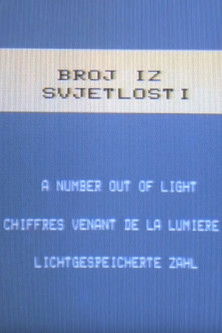 BROJ IZ
SVJETLOSTI
A NUMBER OUT OF LIGHT
CHIFFRES VENANT DE LA LUMIERE
LICHTGESPEICHERTE ZAHL